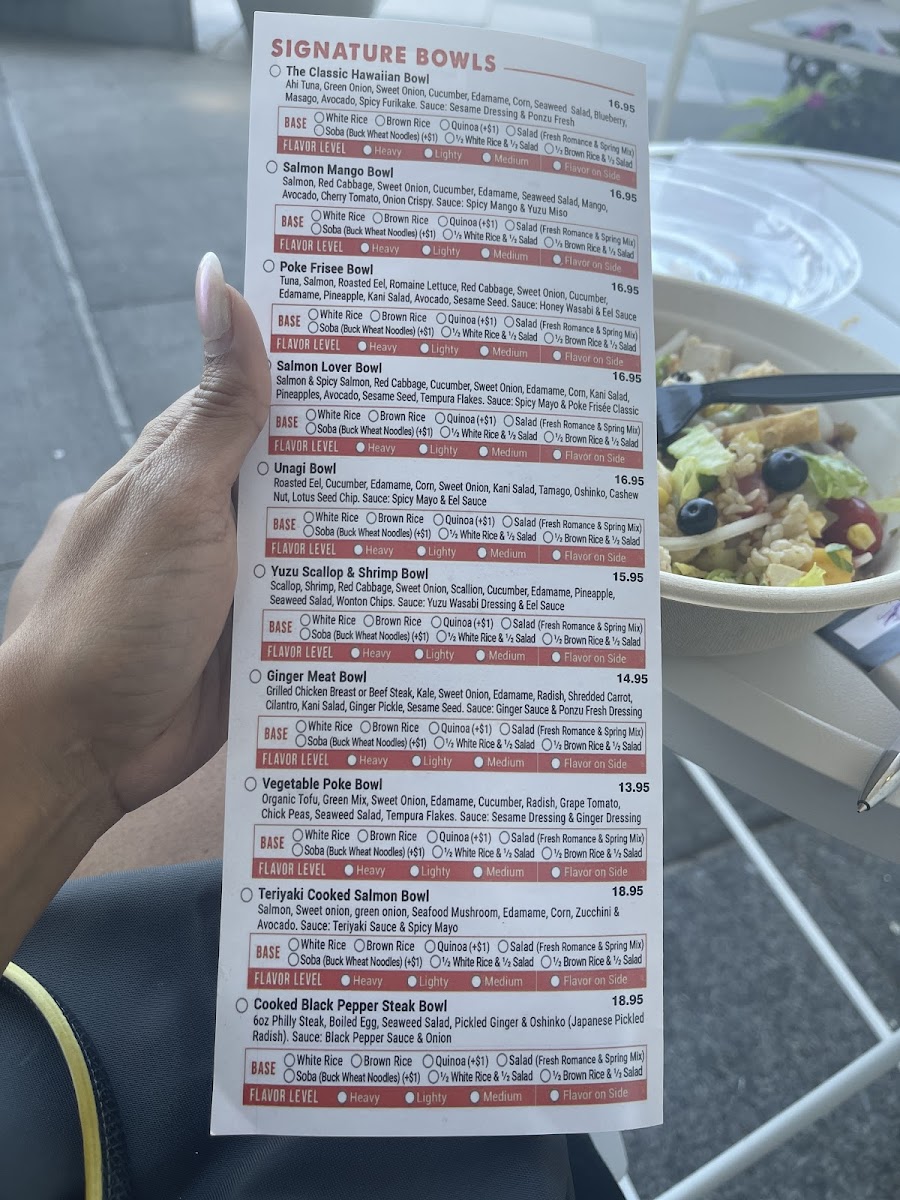 SIGNATURE BOWLS
The Classic Hawaiian Bowl 16.95
Ahi Tuna, Green Onion, Sweet Onion, Cucumber, Edamame, Corn, Seaweed Salad, Blueberry,
Masago, Avocado, Spicy Furikake. Sauce: Sesame Dressing & Ponzu Fresh
BASE White Rice Brown Rice Quinoa (+$1) Salad (Fresh Romance & Spring Mix)
Soba (Buck Wheat Noodles) (+$1) ½ White Rice & ½ Salad ½ Brown Rice & ½ Salad
FLAVOR LEVEL Heavy Lighty Medium Flavor on Side
Salmon Mango Bowl 16.95
Salmon, Red Cabbage, Sweet Onion, Cucumber, Edamame, Seaweed Salad, Mango,
Avocado, Cherry Tomato, Onion Crispy. Sauce: Spicy Mango & Yuzu Miso
BASE White Rice Brown Rice Quinoa (+$1) Salad (Fresh Romance & Spring Mix)
Soba (Buck Wheat Noodles) (+$1) ½ White Rice & ½ Salad ½ Brown Rice & ½ Salad
FLAVOR LEVEL Heavy Lighty Medium Flavor on Side
Poke Frisee Bowl 16.95
Tuna, Salmon, Roasted Eel, Romaine Lettuce, Red Cabbage, Sweet Onion, Cucumber,
Edamame, Pineapple, Kani Salad, Avocado, Sesame Seed. Sauce: Honey Wasabi & Eel Sauce
BASE White Rice Brown Rice Quinoa (+$1) Salad (Fresh Romance & Spring Mix)
Soba (Buck Wheat Noodles) (+$1) ½ White Rice & ½ Salad ½ Brown Rice & ½ Salad
FLAVOR LEVEL Heavy Lighty Medium Flavor on Side
Salmon Lover Bowl 16.95
Salmon & Spicy Salmon, Red Cabbage, Cucumber, Sweet Onion, Edamame, Corn, Kani Salad,
Pineapples, Avocado, Sesame Seed, Tempura Flakes. Sauce: Spicy Mayo & Poke Frisée Classic
BASE White Rice Brown Rice Quinoa (+$1) Salad (Fresh Romance & Spring Mix)
Soba (Buck Wheat Noodles) (+$1) ½ White Rice & ½ Salad ½ Brown Rice & ½ Salad
FLAVOR LEVEL Heavy Lighty Medium Flavor on Side
Unagi Bowl 16.95
Roasted Eel, Cucumber, Edamame, Corn, Sweet Onion, Kani Salad, Tamago, Oshinko, Cashew
Nut, Lotus Seed Chip. Sauce: Spicy Mayo & Eel Sauce
BASE White Rice Brown Rice Quinoa (+$1) Salad (Fresh Romance & Spring Mix)
Soba (Buck Wheat Noodles) (+$1) ½ White Rice & ½ Salad ½ Brown Rice & ½ Salad
FLAVOR LEVEL Heavy Lighty Medium Flavor on Side
Yuzu Scallop & Shrimp Bowl 15.95
Scallop, Shrimp, Red Cabbage, Sweet Onion, Scallion, Cucumber, Edamame, Pineapple,
Seaweed Salad, Wonton Chips. Sauce: Yuzu Wasabi Dressing & Eel Sauce
BASE White Rice Brown Rice Quinoa (+$1) Salad (Fresh Romance & Spring Mix)
Soba (Buck Wheat Noodles) (+$1) ½ White Rice & ½ Salad ½ Brown Rice & ½ Salad
FLAVOR LEVEL Heavy Lighty Medium Flavor on Side
Ginger Meat Bowl 14.95
Grilled Chicken Breast or Beef Steak, Kale, Sweet Onion, Edamame, Radish, Shredded Carrot,
Cilantro, Kani Salad, Ginger Pickle, Sesame Seed. Sauce: Ginger Sauce & Ponzu Fresh Dressing
BASE White Rice Brown Rice Quinoa (+$1) Salad (Fresh Romance & Spring Mix)
Soba (Buck Wheat Noodles) (+$1) ½ White Rice & ½ Salad ½ Brown Rice & ½ Salad
FLAVOR LEVEL Heavy Lighty Medium Flavor on Side
Vegetable Poke Bowl 13.95
Organic Tofu, Green Mix, Sweet Onion, Edamame, Cucumber, Radish, Grape Tomato,
Chick Peas, Seaweed Salad, Tempura Flakes. Sauce: Sesame Dressing & Ginger Dressing
BASE White Rice Brown Rice Quinoa (+$1) Salad (Fresh Romance & Spring Mix)
Soba (Buck Wheat Noodles) (+$1) ½ White Rice & ½ Salad ½ Brown Rice & ½ Salad
FLAVOR LEVEL Heavy Lighty Medium Flavor on Side
Teriyaki Cooked Salmon Bowl 18.95
Salmon, Sweet onion, green onion, Seafood Mushroom, Edamame, Corn, Zucchini &
Avocado. Sauce: Teriyaki Sauce & Spicy Mayo
BASE White Rice Brown Rice Quinoa (+$1) Salad (Fresh Romance & Spring Mix)
Soba (Buck Wheat Noodles) (+$1) ½ White Rice & ½ Salad ½ Brown Rice & ½ Salad
FLAVOR LEVEL Heavy Lighty Medium Flavor on Side
Cooked Black Pepper Steak Bowl 18.95
6oz Philly Steak, Boiled Egg, Seaweed Salad, Pickled Ginger & Oshinko (Japanese Pickled
Radish). Sauce: Black Pepper Sauce & Onion
BASE White Rice Brown Rice Quinoa (+$1) Salad (Fresh Romance & Spring Mix)
Soba (Buck Wheat Noodles) (+$1) ½ White Rice & ½ Salad ½ Brown Rice & ½ Salad
FLAVOR LEVEL Heavy Lighty Medium Flavor on Side